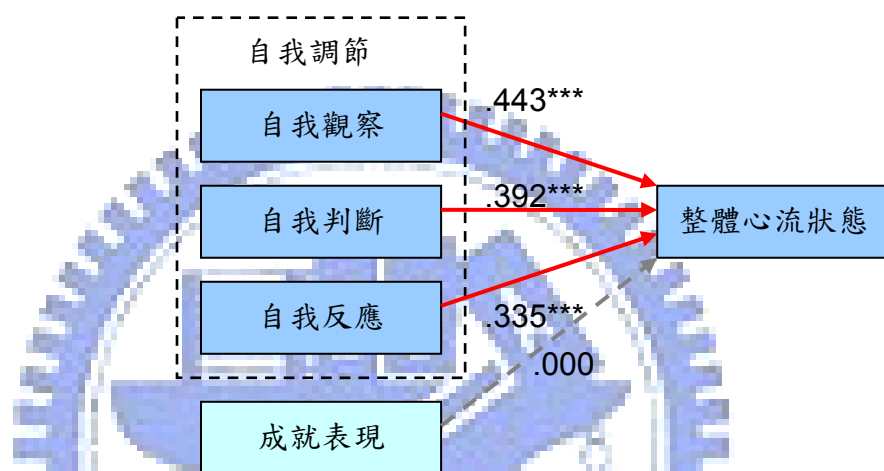 自我調節
自我觀察
.443***
自我判斷
.392***
整體心流狀態
自我反應
.335***
.000
成就表現